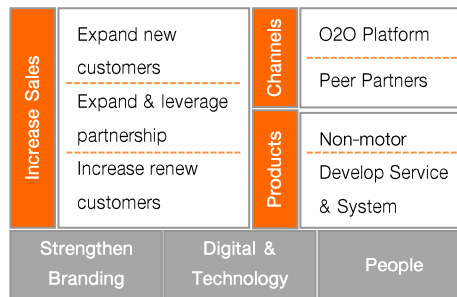 Increase Sales
Expand new
customers
Expand & leverage
partnership
Increase renew
customers
Channels
O2O Platform
Peer Partners
Products
Non-motor
Develop Service
& System
Strengthen
Branding
Digital &
Technology
People